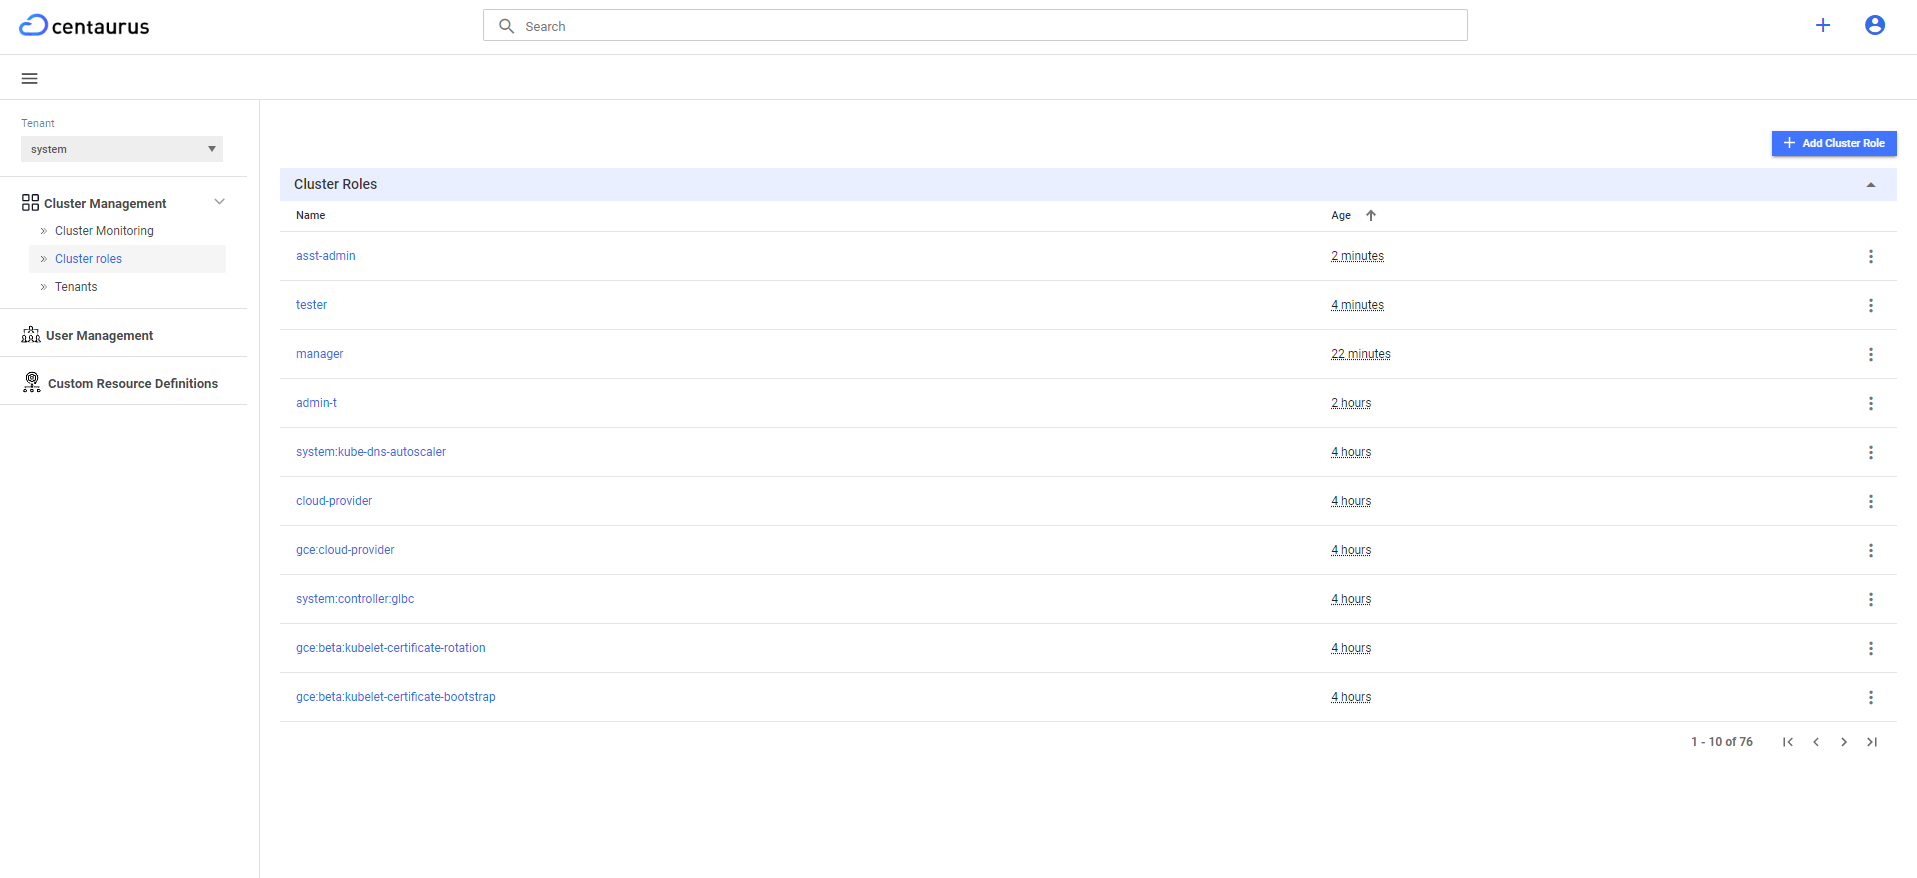 centaurus
Search
Tenant
system
Cluster Management
Cluster Monitoring
Cluster roles
Tenants
User Management
Custom Resource Definitions
Add Cluster Role
Cluster Roles
Name Age
asst-admin 2 minutes
tester 4 minutes
manager 22 minutes
admin-t 2 hours
system:kube-dns-autoscaler 4 hours
cloud-provider 4 hours
gce:cloud-provider 4 hours
system:controller:glbc 4 hours
gce:beta:kubelet-certificate-rotation 4 hours
gce:beta:kubelet-certificate-bootstrap 4 hours
1 - 10 of 76